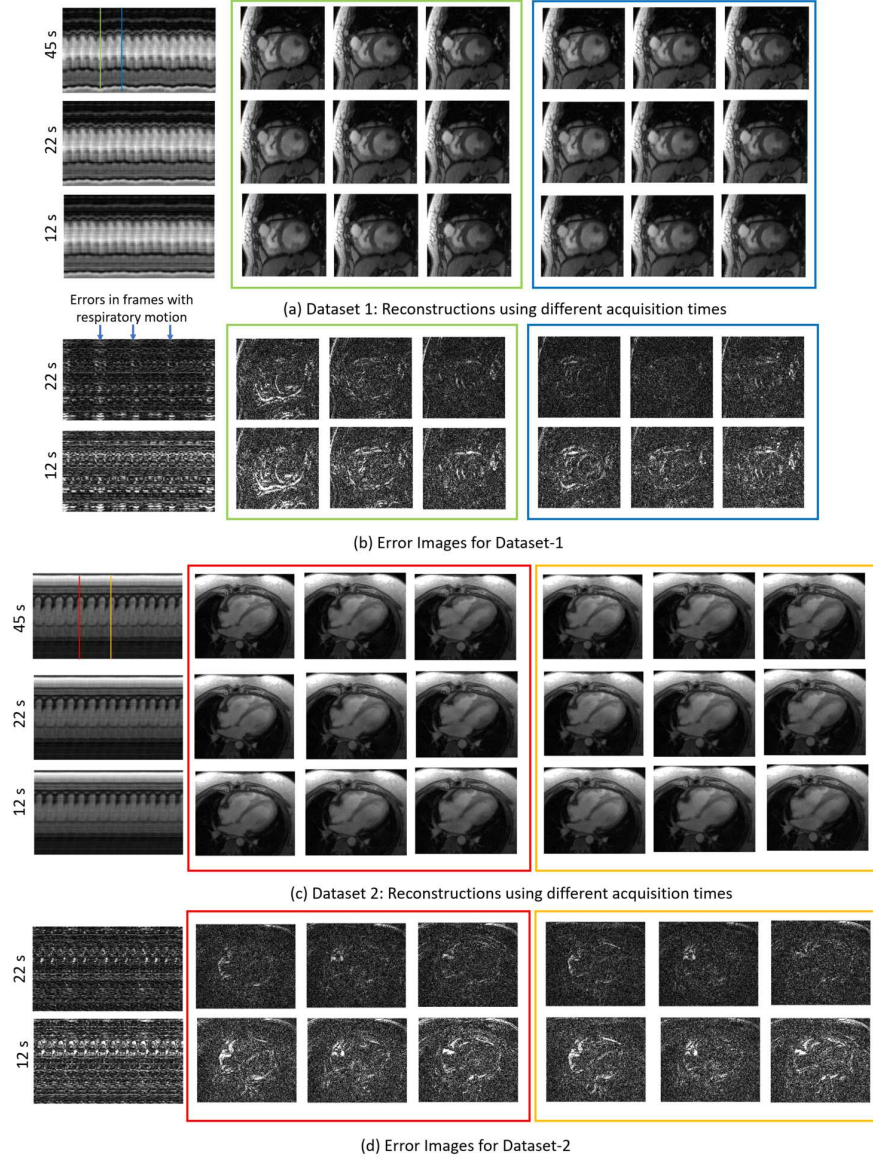 45 s
22 s
12 s
(a) Dataset 1: Reconstructions using different acquisition times
Errors in frames with
respiratory motion
22 s
12 s
(b) Error Images for Dataset-1
45 s
22 s
12 s
(c) Dataset 2: Reconstructions using different acquisition times
22 s
12 s
(d) Error Images for Dataset-2